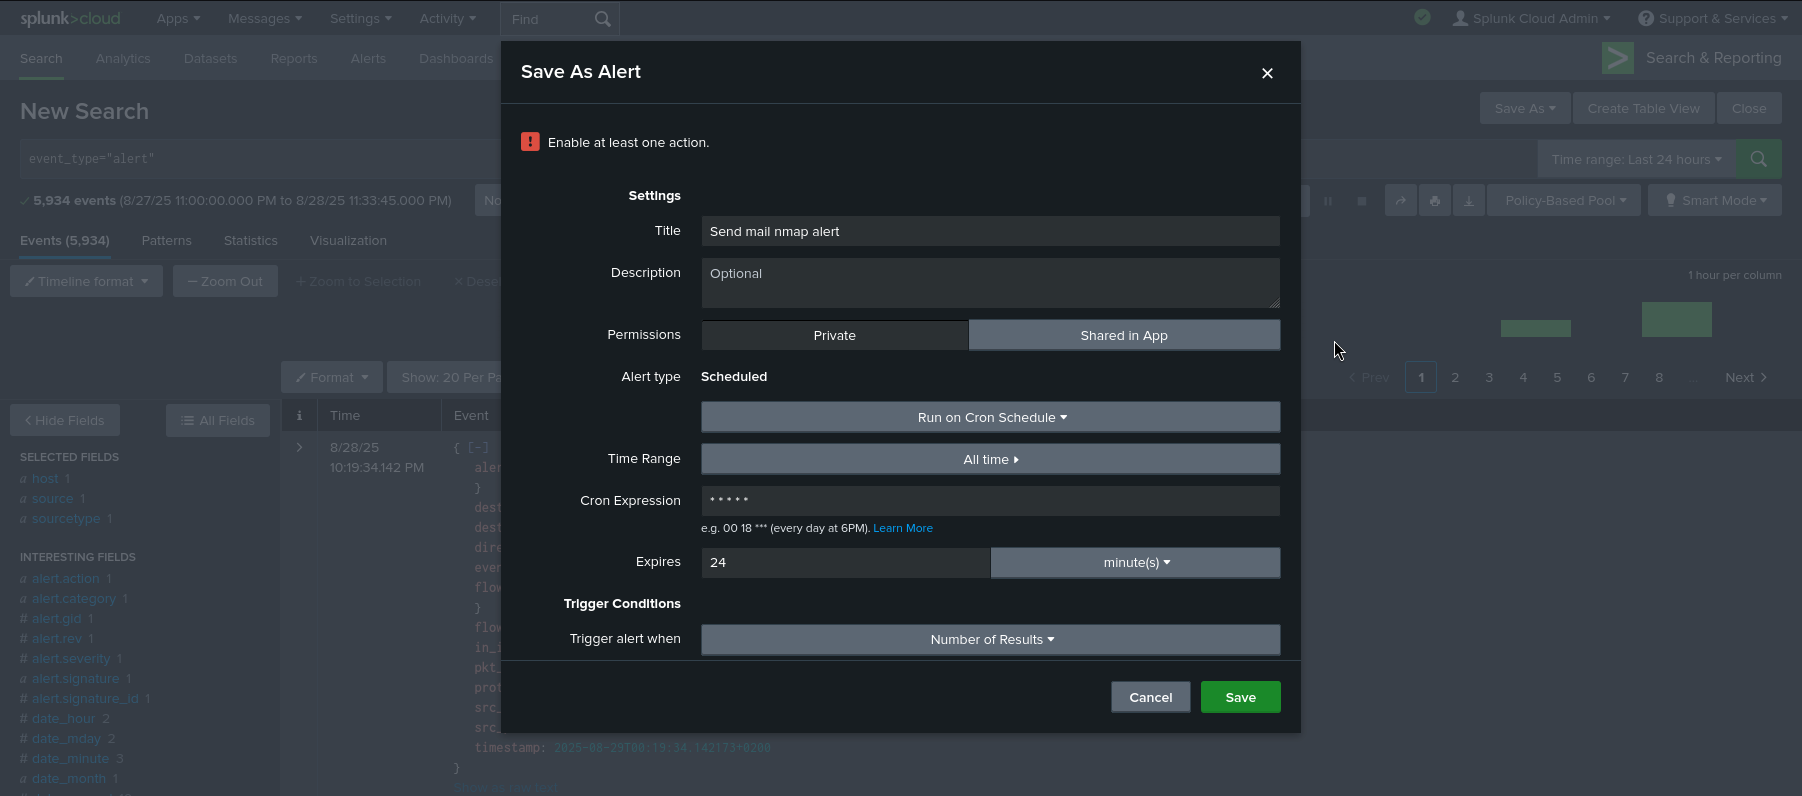 splunk>cloud Apps Messages Settings Activity Find Splunk Cloud Admin Support & Services
Search Analytics Datasets Reports Alerts Dashboards Search & Reporting
Save As Alert
New Search Save As Create Table View Close
Enable at least one action.
event_type="alert" Time range: Last 24 hours
5,934 events (8/27/25 11:00:00.000 PM to 8/28/25 11:33:45.000 PM) No Policy-Based Pool Smart Mode
Settings
Title Send mail nmap alert
Events (5,934) Patterns Statistics Visualization
Description Optional
Timeline format Zoom Out + Zoom to Selection 1 hour per column
Permissions Private Shared in App
Alert type Scheduled
Format Show: 20 Per Pa Prev 1 2 3 4 5 6 7 8 ... Next
Run on Cron Schedule
Hide Fields All Fields i Time Event
SELECTED FIELDS
a host 1
a source 1
a sourcetype 1
8/28/25
10:19:34.142 PM
{ [-]
Time Range All time
Cron Expression * * * * *
e.g. 00 18 *** (every day at 6PM). Learn More
Expires 24 minute(s)
Trigger Conditions
Trigger alert when Number of Results
Cancel Save
INTERESTING FIELDS
a alert.action 1
a alert.category 1
# alert.gid 1
# alert.rev 1
# alert.severity 1
a alert.signature 1
# alert.signature_id 1
# date_hour 2
# date_mday 2
# date_minute 3
a date_month 1
aler
}
dest
dest
dire
even
flow
}
flow
in_i
pkt_
prot
src_
src_
timestamp: 2025-08-29T00:19:34.142173+0200
}